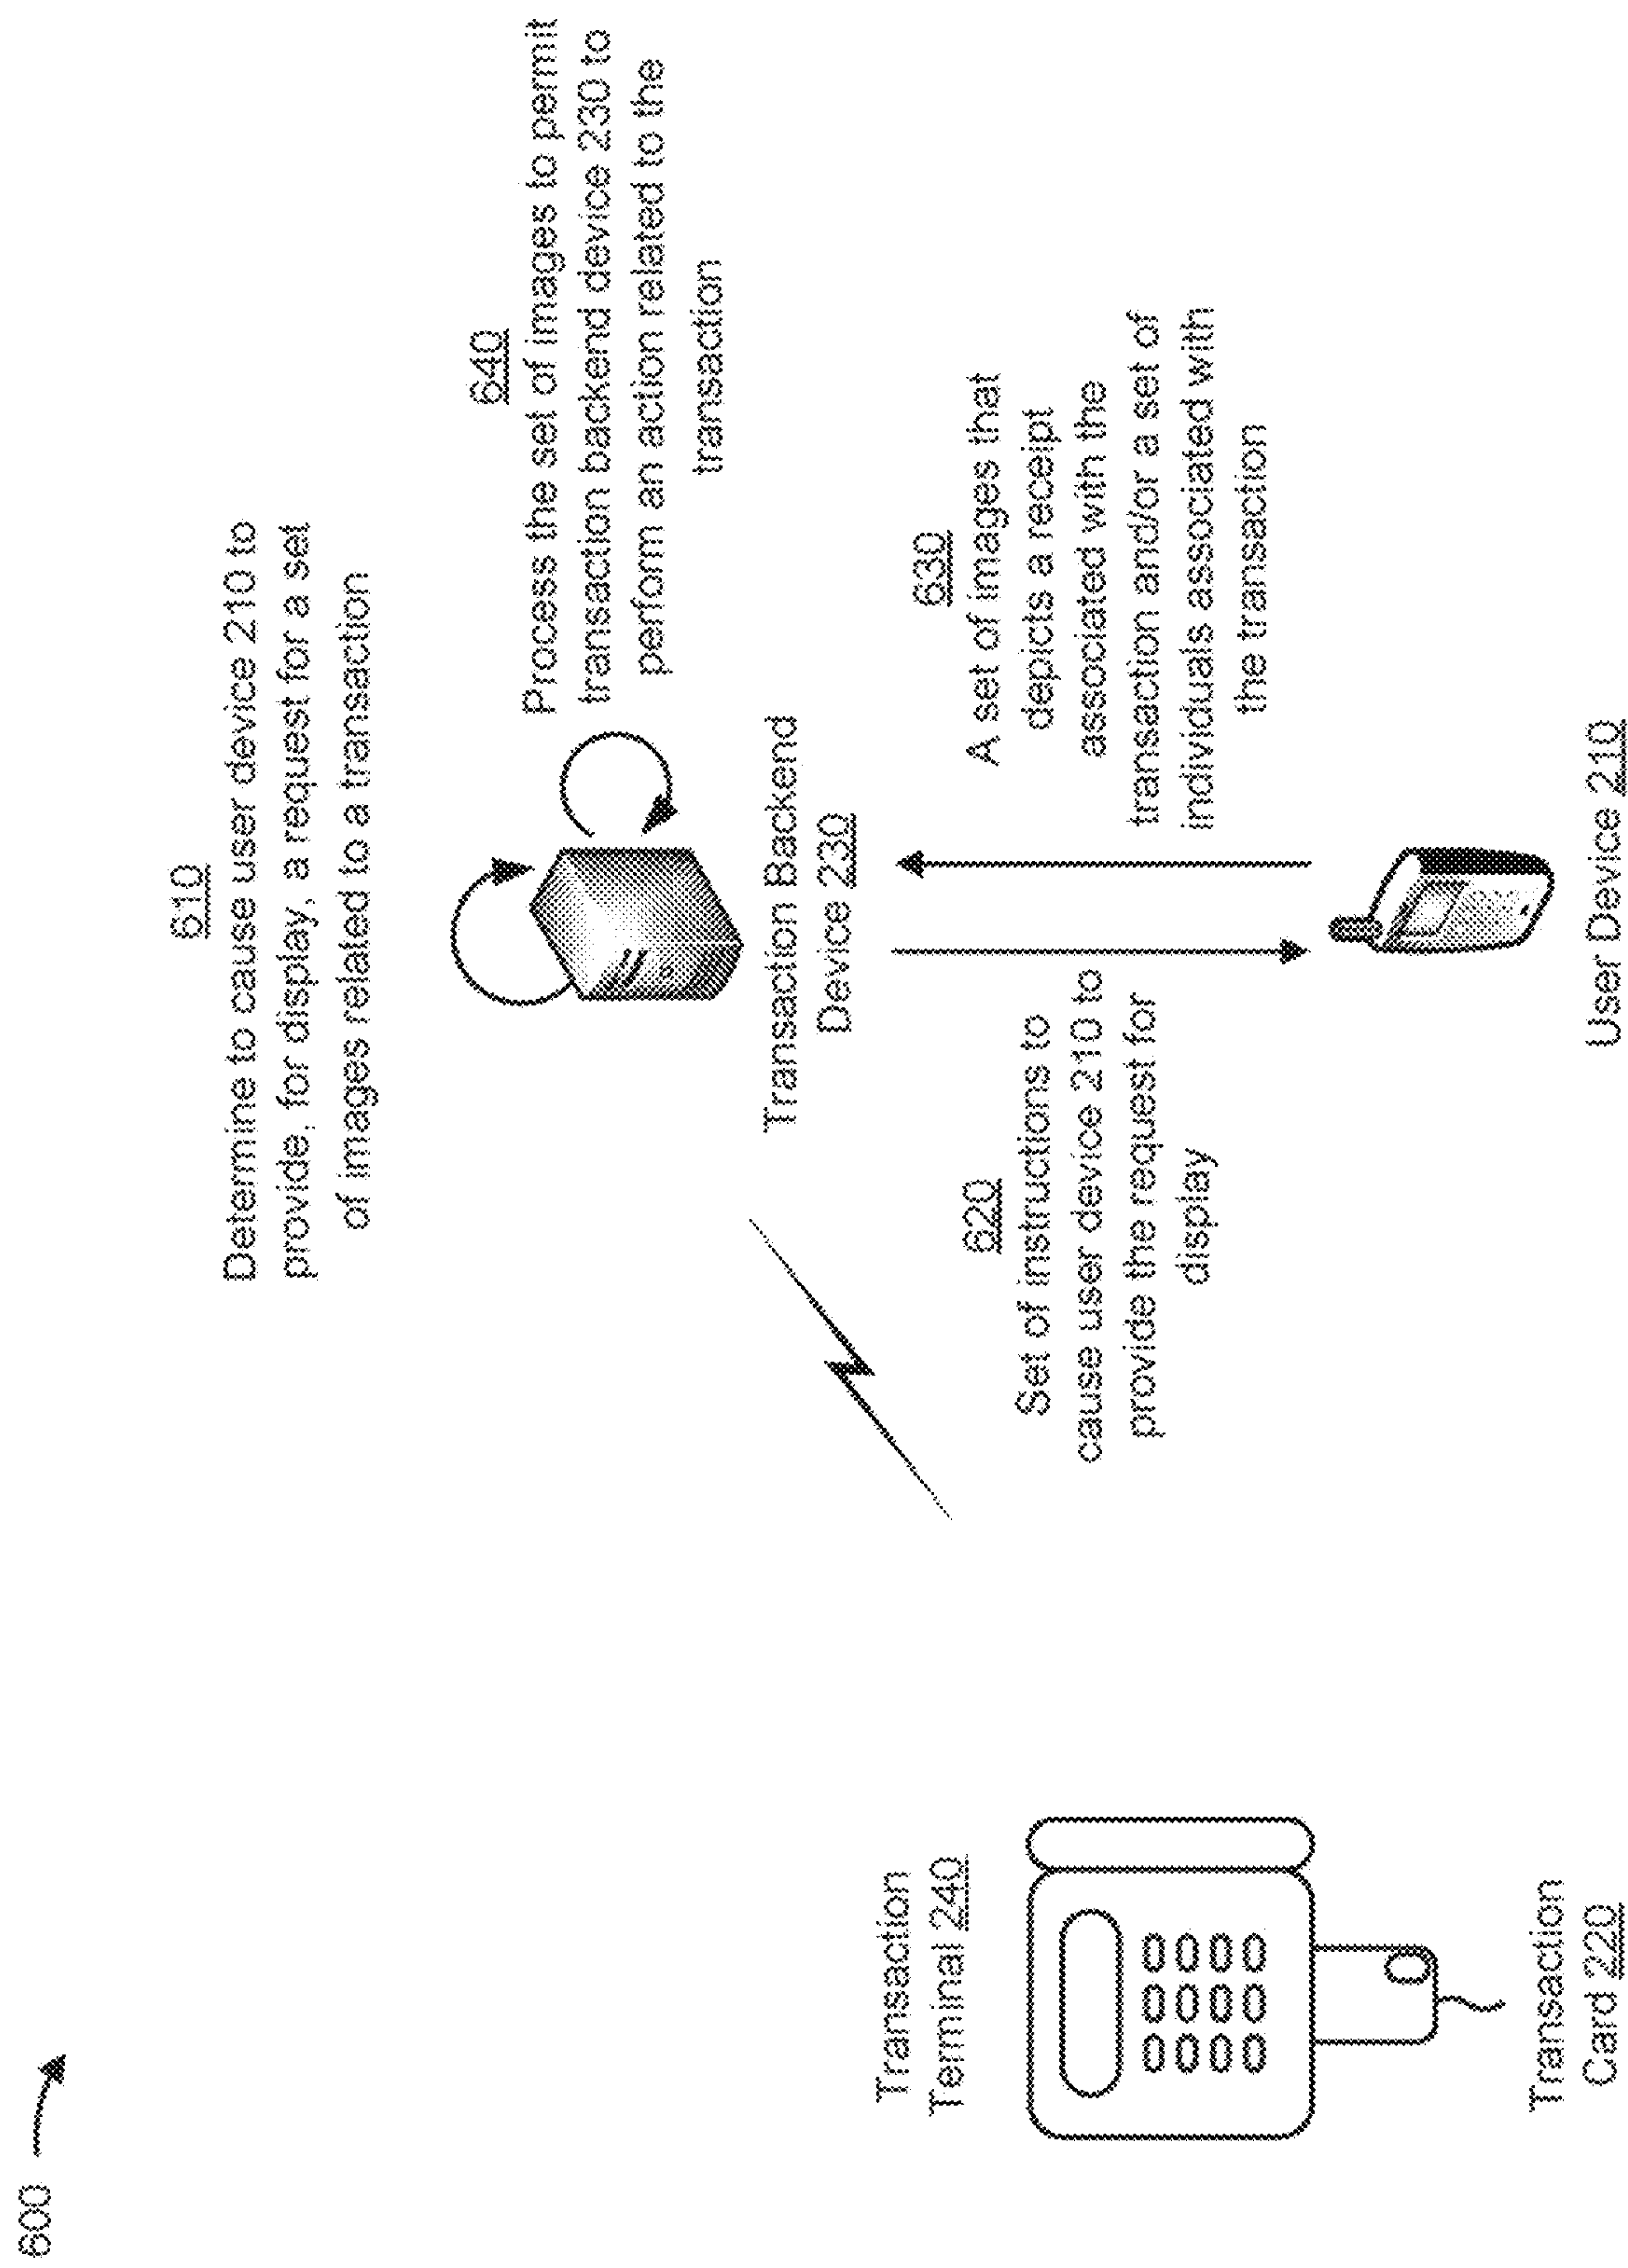 600
610
Determine to cause user device 210 to
provide, for display, a request for a set
of images related to a transaction
640
Process the set of images to permit
transaction backend device 230 to
perform an action related to the
transaction
Transaction Backend
Device 230
620
Set of instructions to
cause user device 210 to
provide the request for
display
630
A set of images that
depicts a receipt
associated with the
transaction and/or a set of
individuals associated with
the transaction
Transaction
Terminal 240
Transaction
Card 220
User Device 210